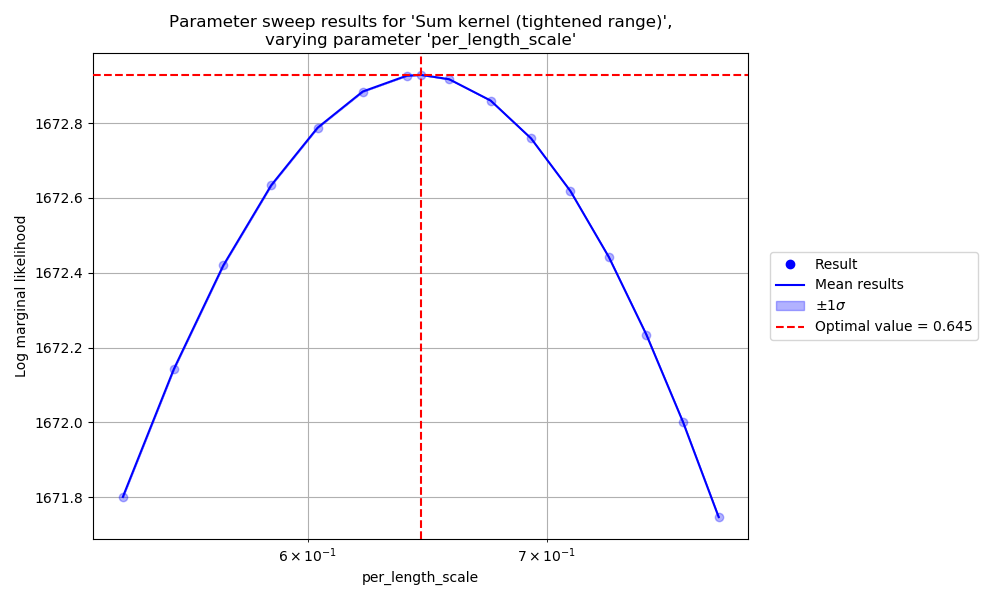 Parameter sweep results for 'Sum kernel (tightened range)',
varying parameter 'per_length_scale'
Log marginal likelihood
1672.8
1672.6
1672.4
1672.2
1672.0
1671.8
6 × 10⁻¹
7 × 10⁻¹
per_length_scale
Result
Mean results
±1σ
Optimal value = 0.645